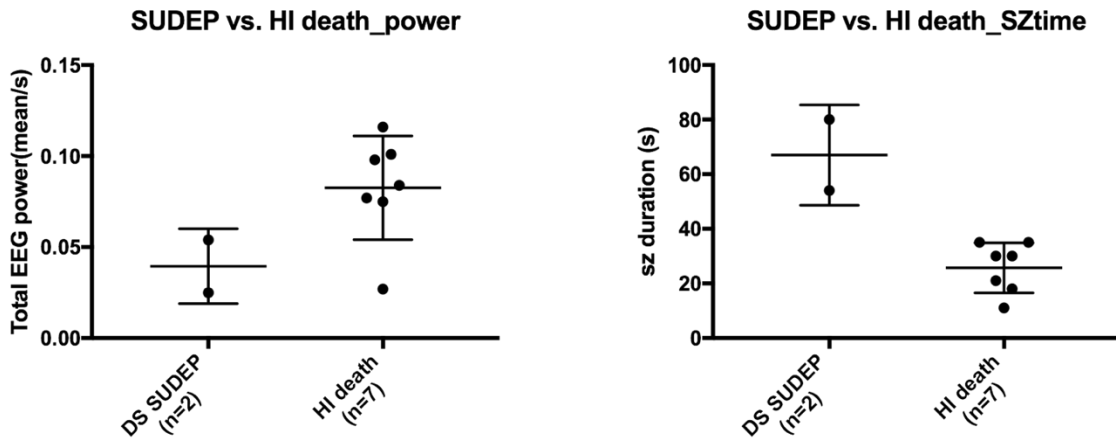 SUDEP vs. HI death_power
Total EEG power(mean/s)
0.15
0.10
0.05
0.00
DS SUDEP
(n=2)
HI death
(n=7)
SUDEP vs. HI death_SZtime
sz duration (s)
100
80
60
40
20
0
DS SUDEP
(n=2)
HI death
(n=7)